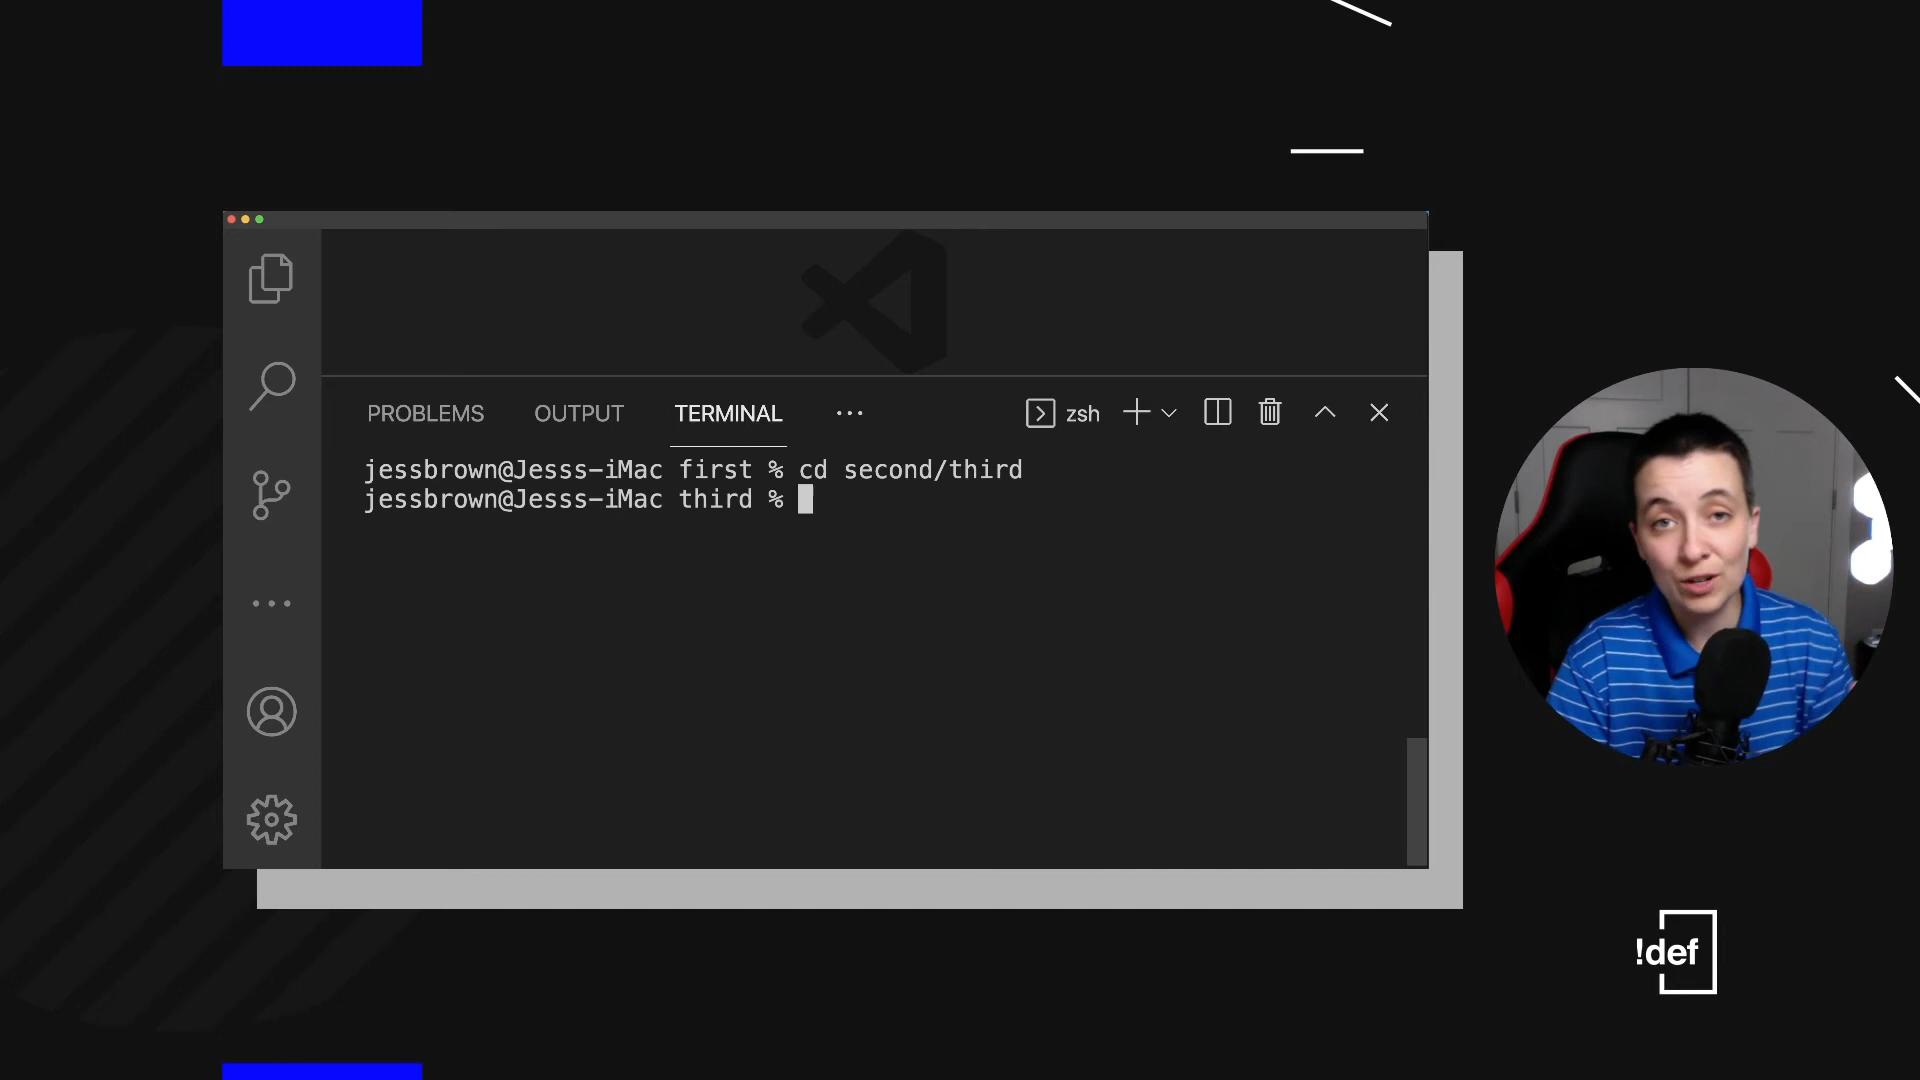 PROBLEMS OUTPUT TERMINAL ··· zsh
jessbrown@Jesss-iMac first % cd second/third
jessbrown@Jesss-iMac third %
!def